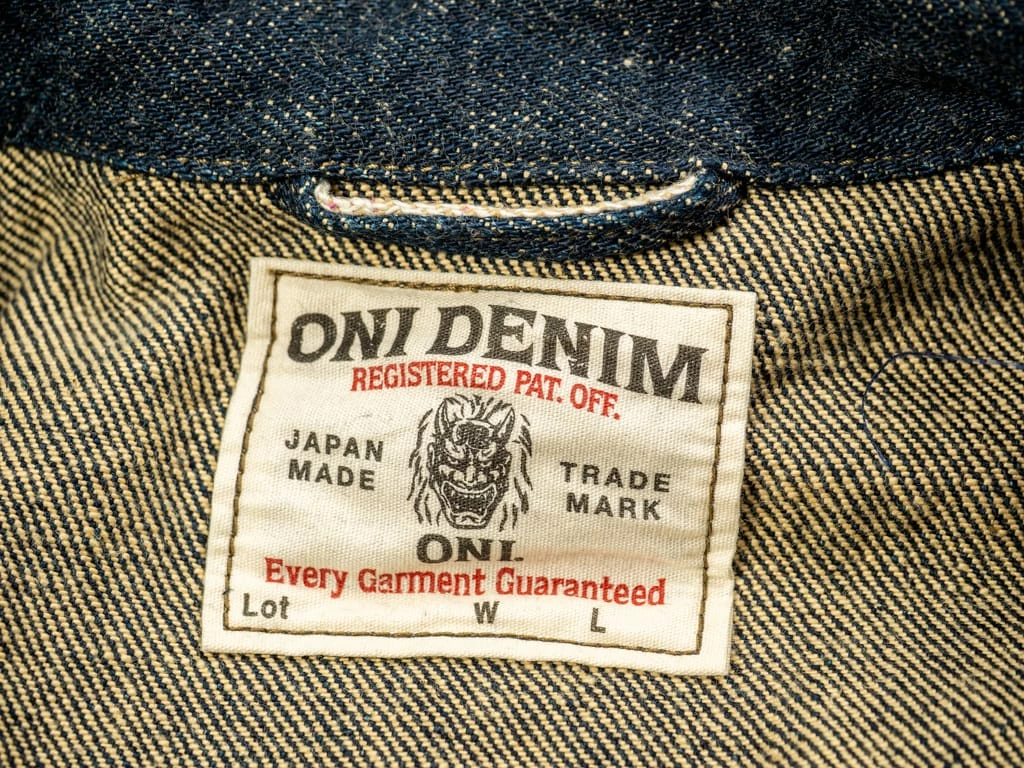 ONI DENIM
REGISTERED PAT. OFF.
JAPAN
MADE
TRADE
MARK
ONI.
Every Garment Guaranteed
Lot W L